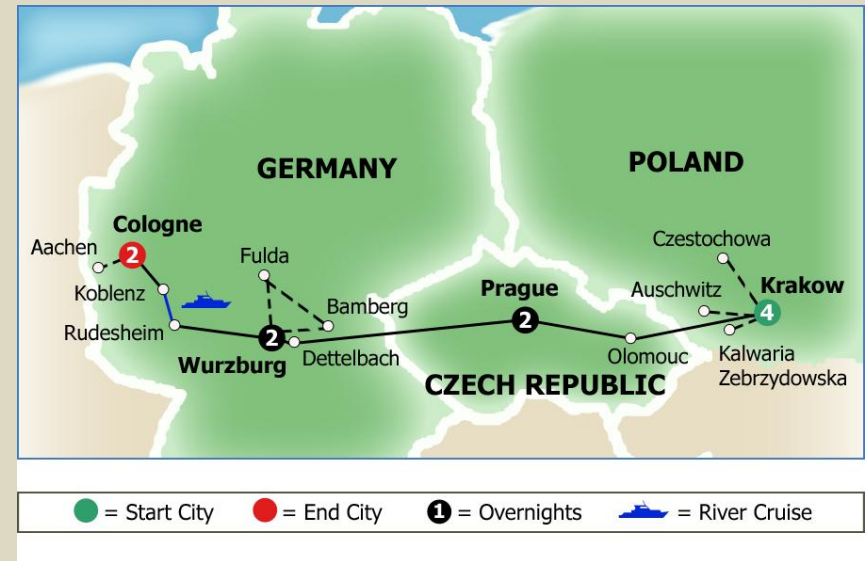 GERMANY
POLAND
Cologne
2
Aachen
Koblenz
Rudesheim
Fulda
Bamberg
2
Wurzburg
Dettelbach
Prague
2
CZECH REPUBLIC
Olomouc
Czestochowa
Auschwitz
Krakow
4
Kalwaria
Zebrzydowska
= Start City
= End City
1 = Overnights
= River Cruise